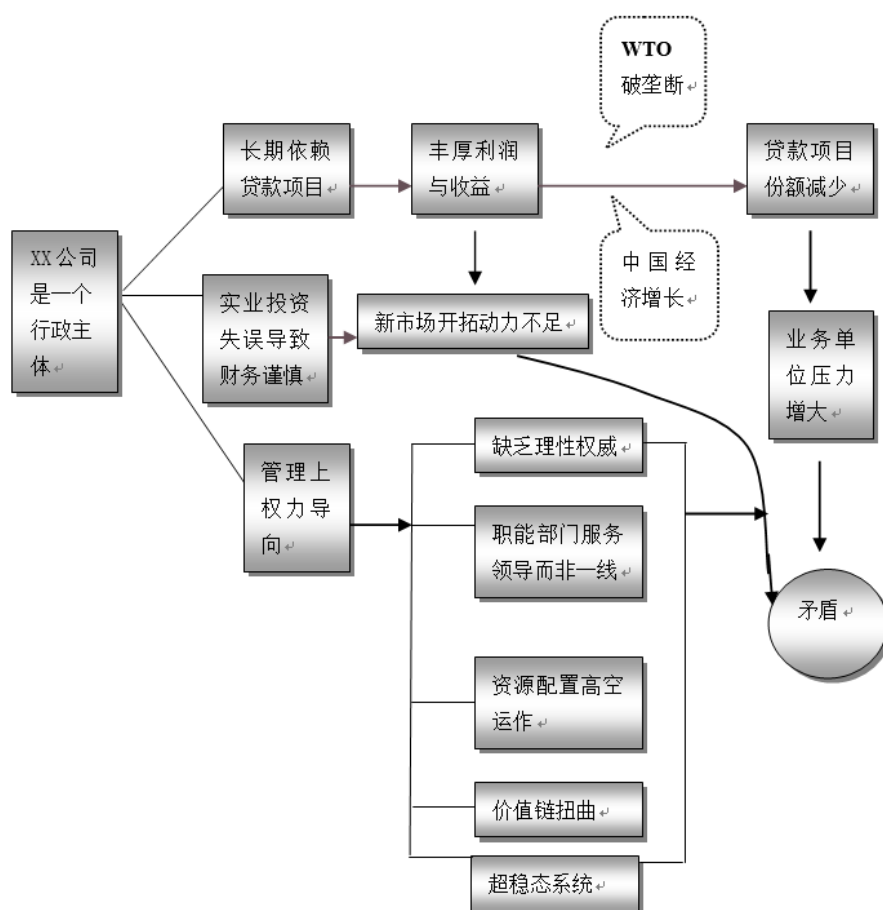 WTO
破垄断
长期依赖
贷款项目
丰厚利润
与收益
贷款项目
份额减少
XX公司
是一个
行政主
体
中国经
济增长
实业投资
失误导致
财务谨慎
新市场开拓动力不足
业务单
位压力
增大
管理上
权力导
向
缺乏理性权威
职能部门服务
领导而非一线
矛盾
资源配置高空
运作
价值链扭曲
超稳态系统